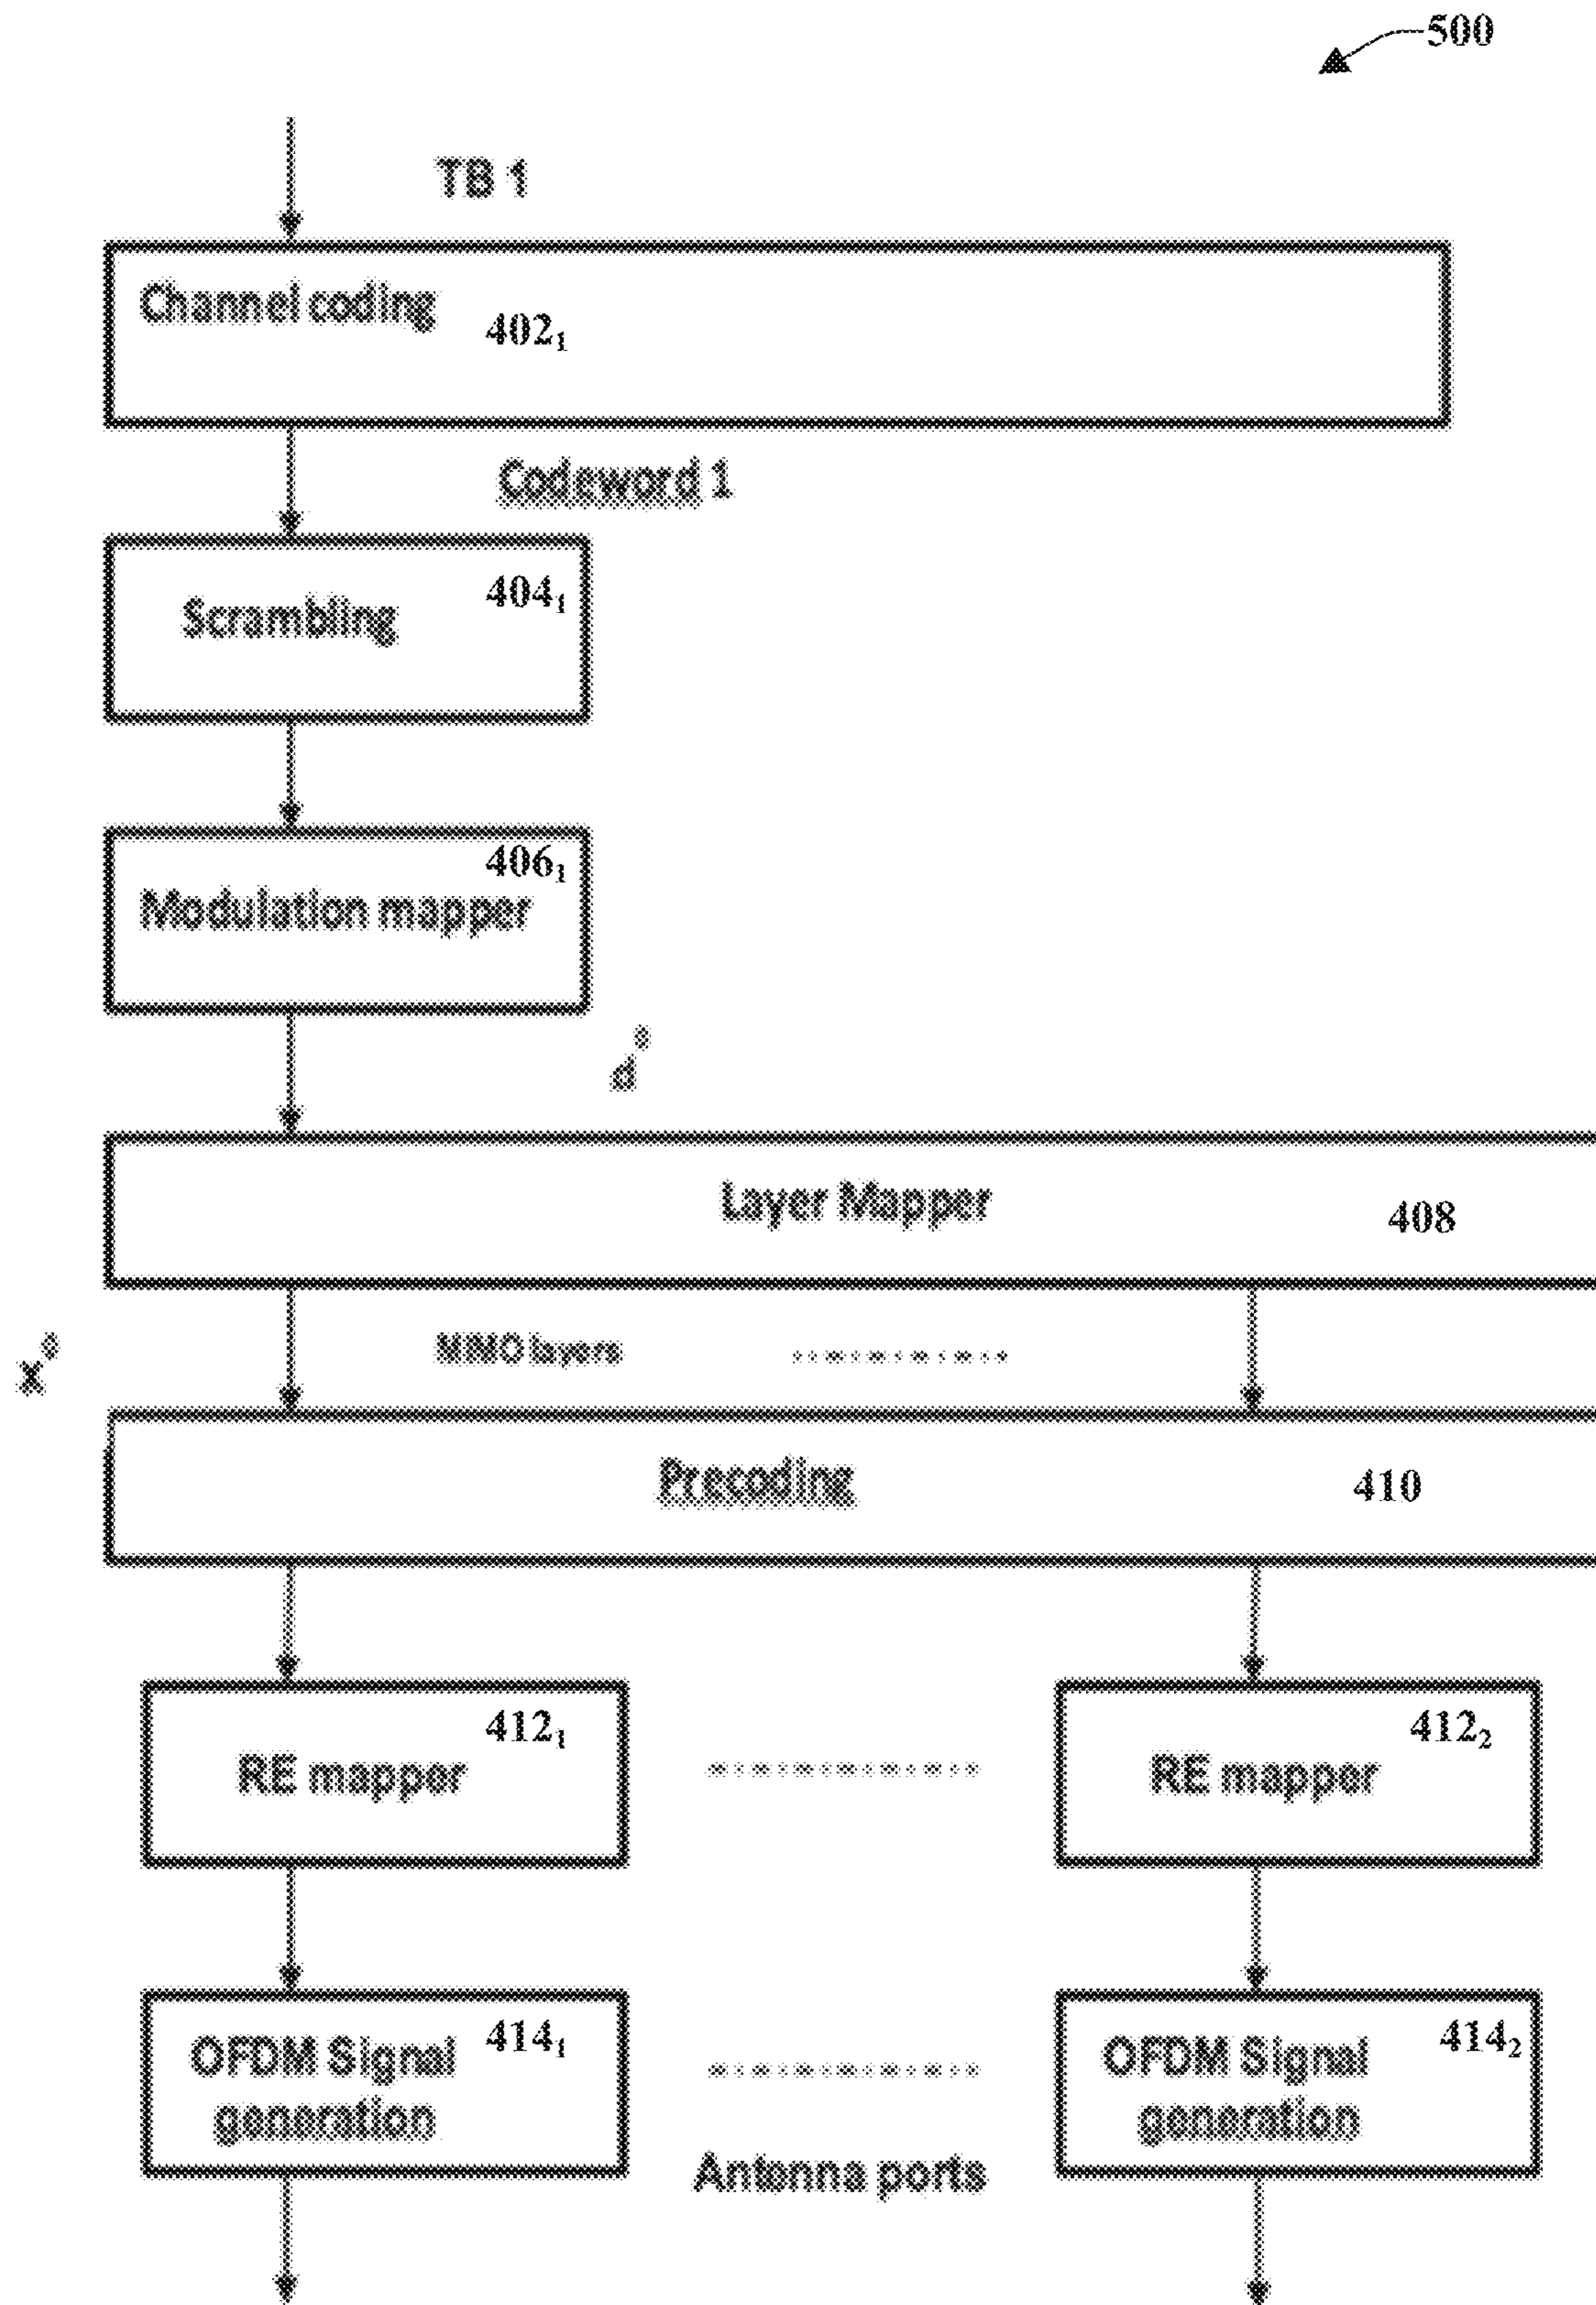 500
TB 1
Channel coding 402₁
Codeword 1
Scrambling 404₁
406₁
Modulation mapper
d⁰
Layer Mapper 408
x⁰ MIMO layers
Precoding 410
412₁ 412₂
RE mapper RE mapper
OFDM Signal 414₁ OFDM Signal 414₂
generation generation
Antenna ports